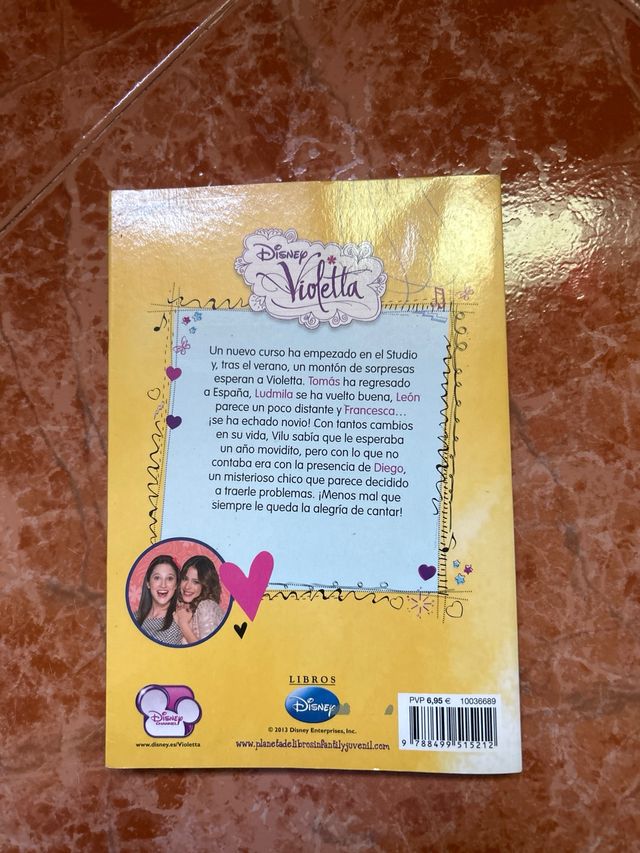 Disney
Violetta
Un nuevo curso ha empezado en el Studio
y, tras el verano, un montón de sorpresas
esperan a Violetta. Tomás ha regresado
a España, Ludmila se ha vuelto buena, León
parece un poco distante y Francesca...
¡se ha echado novio! Con tantos cambios
en su vida, Vilu sabía que le esperaba
un año movidito, pero con lo que no
contaba era con la presencia de Diego,
un misterioso chico que parece decidido
a traerle problemas. ¡Menos mal que
siempre le queda la alegría de cantar!
Disney
CHANNEL
www.disney.es/Violetta
LIBROS
Disney
© 2013 Disney Enterprises, Inc.
www.planetadelibrosinfantilyjuvenil.com
PVP 6,95 € 10036689
9 788499 515212